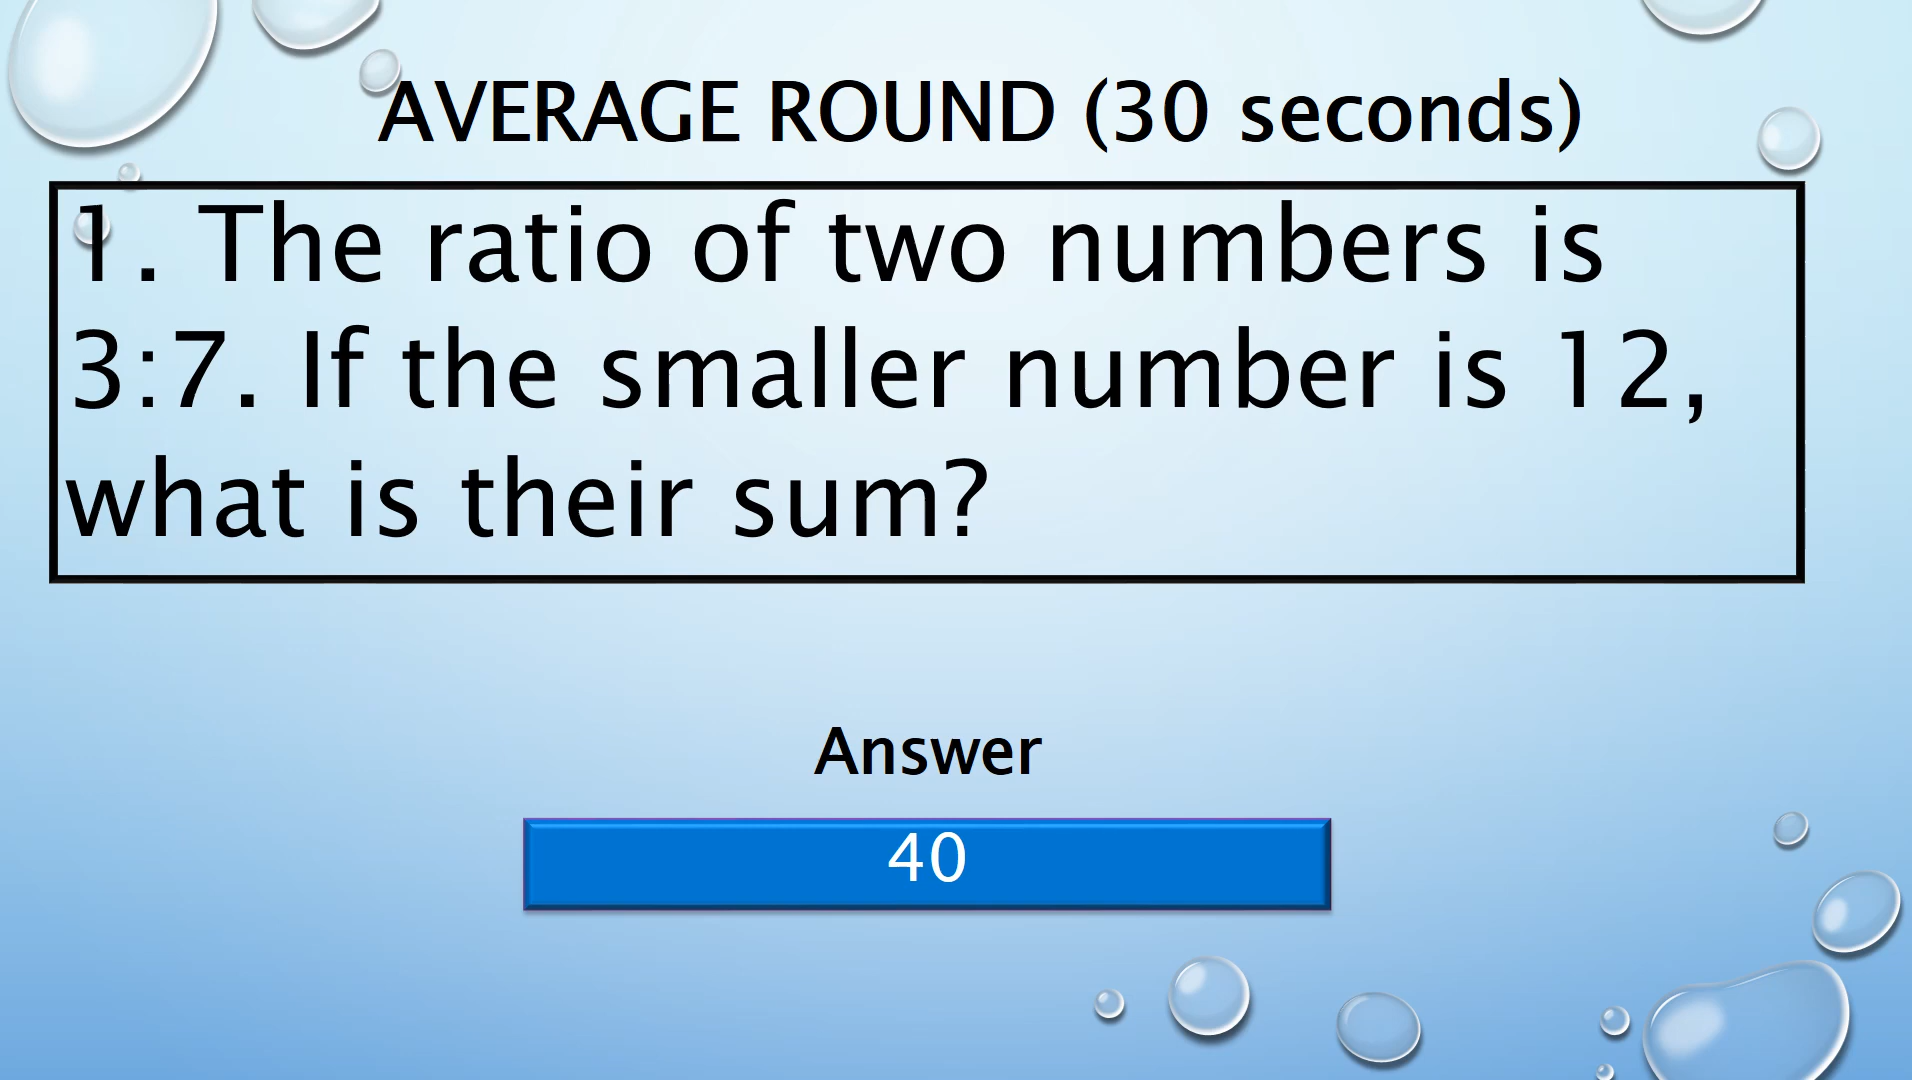 AVERAGE ROUND (30 seconds)
1. The ratio of two numbers is
3:7. If the smaller number is 12,
what is their sum?
Answer
40